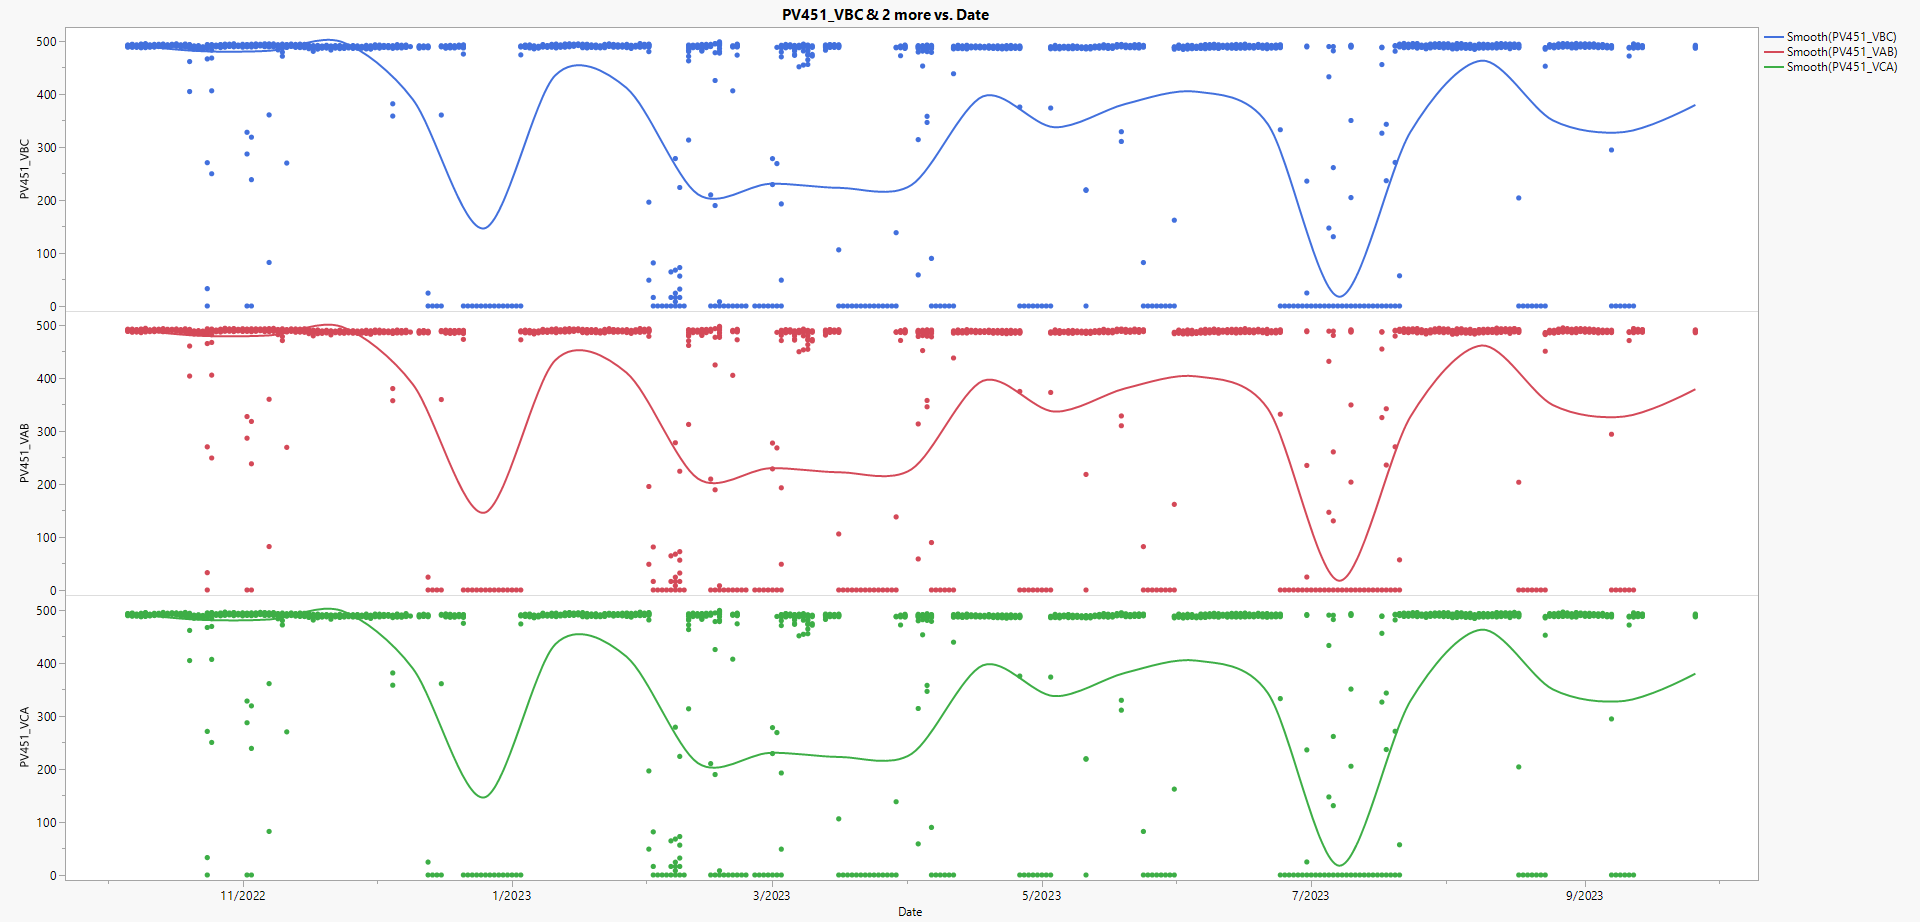 PV451_VBC & 2 more vs. Date
Smooth(PV451_VBC)
Smooth(PV451_VAB)
Smooth(PV451_VCA)
PV451_VBC
500
400
300
200
100
0
PV451_VAB
500
400
300
200
100
0
PV451_VCA
500
400
300
200
100
0
11/2022 1/2023 3/2023 5/2023 7/2023 9/2023
Date